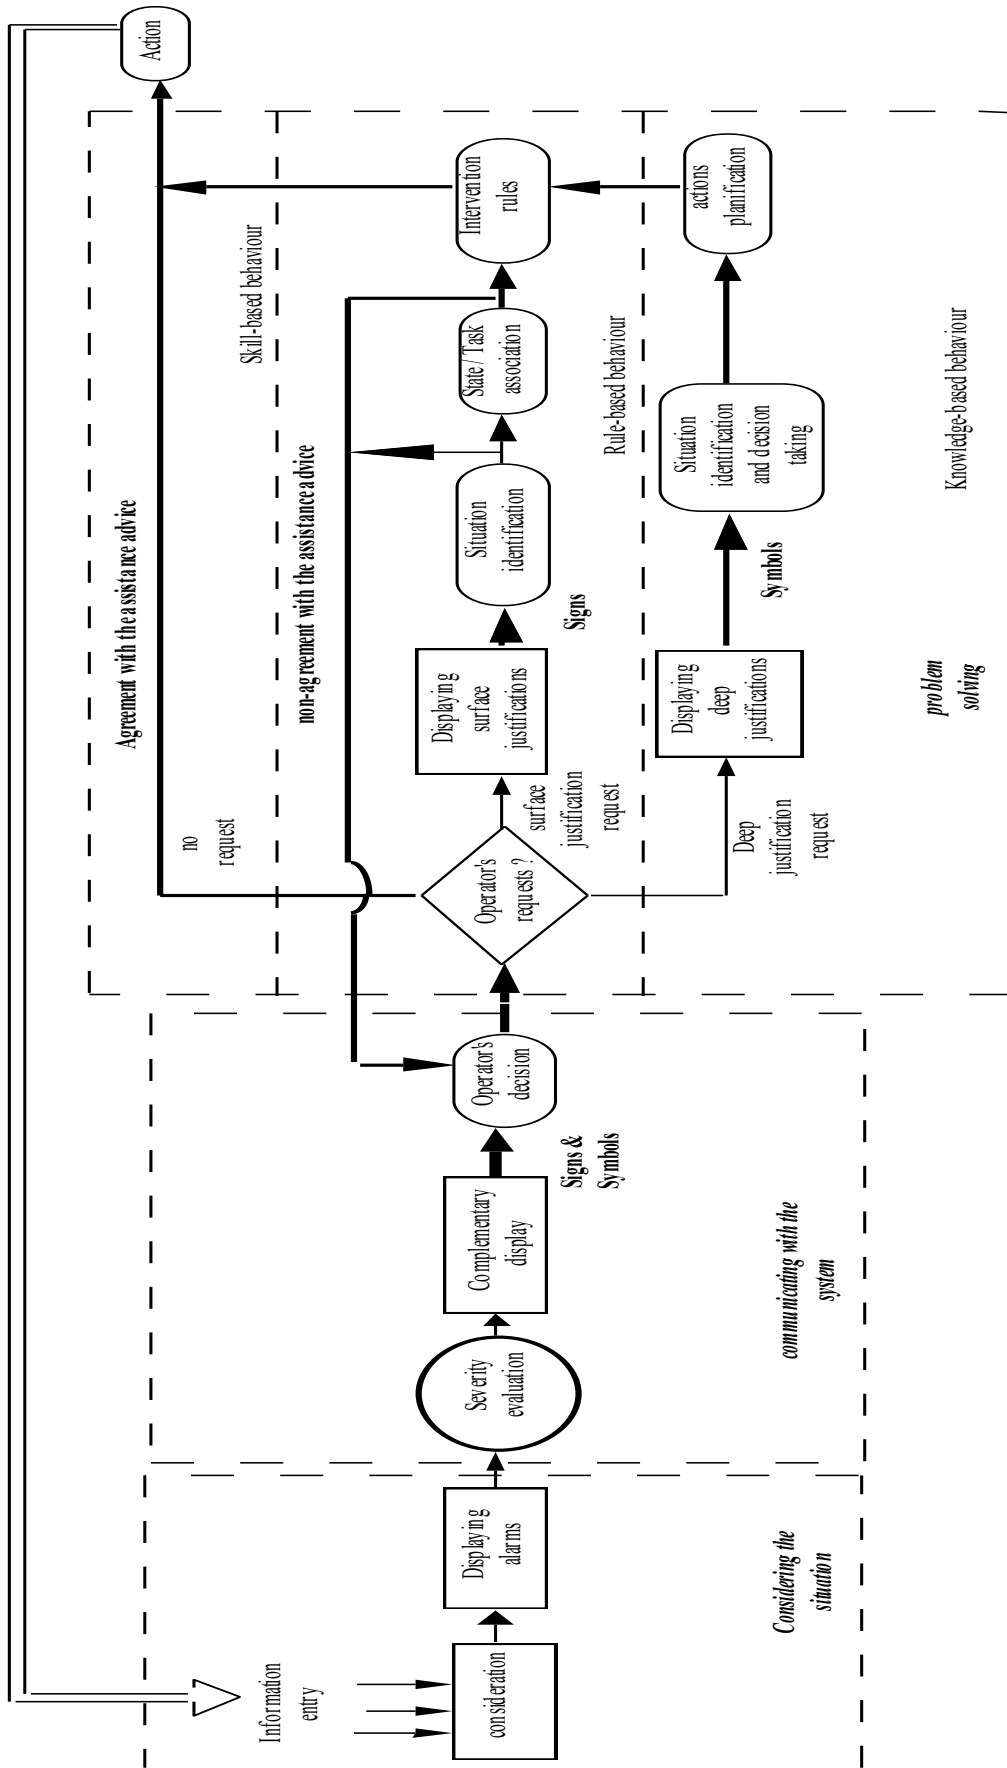 Action
Agreement with the assistance advice
no
request
Skill-based behaviour
non-agreement with the assistance advice
Information
entry
consideration
Displaying
alarms
Severity
evaluation
Complementary
display
Signs &
Symbols
Operator's
decision
Operator's
requests ?
surface
justification
request
Displaying
surface
justifications
Signs
Situation
identification
State / Task
association
Intervention
rules
Rule-based behaviour
Deep
justification
request
Displaying
deep
justifications
Symbols
Situation
identification
and decision
taking
actions
planification
Considering the
situation
communicating with the
system
problem
solving
Knowledge-based behaviour